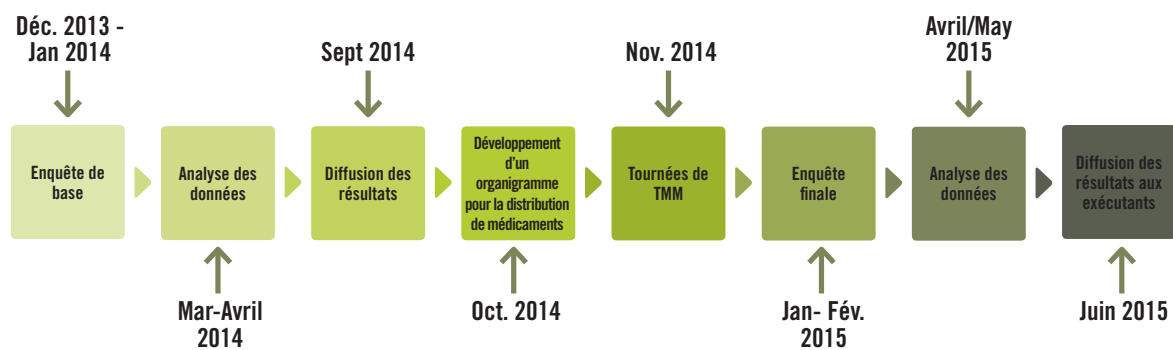 Déc. 2013 -
Jan 2014
Sept 2014
Nov. 2014
Avril/May
2015
Enquête de
base
Analyse des
données
Diffusion des
résultats
Développement
d'un
organigramme
pour la distribution
de médicaments
Tournées de
TMM
Enquête
finale
Analyse des
données
Diffusion des
résultats aux
exécutants
Mar-Avril
2014
Oct. 2014
Jan- Fév.
2015
Juin 2015